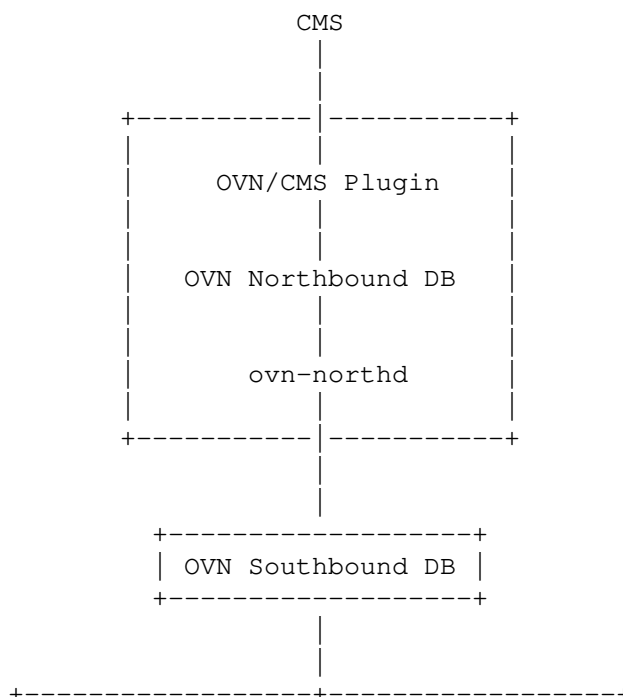 CMS
OVN/CMS Plugin
OVN Northbound DB
ovn-northd
OVN Southbound DB